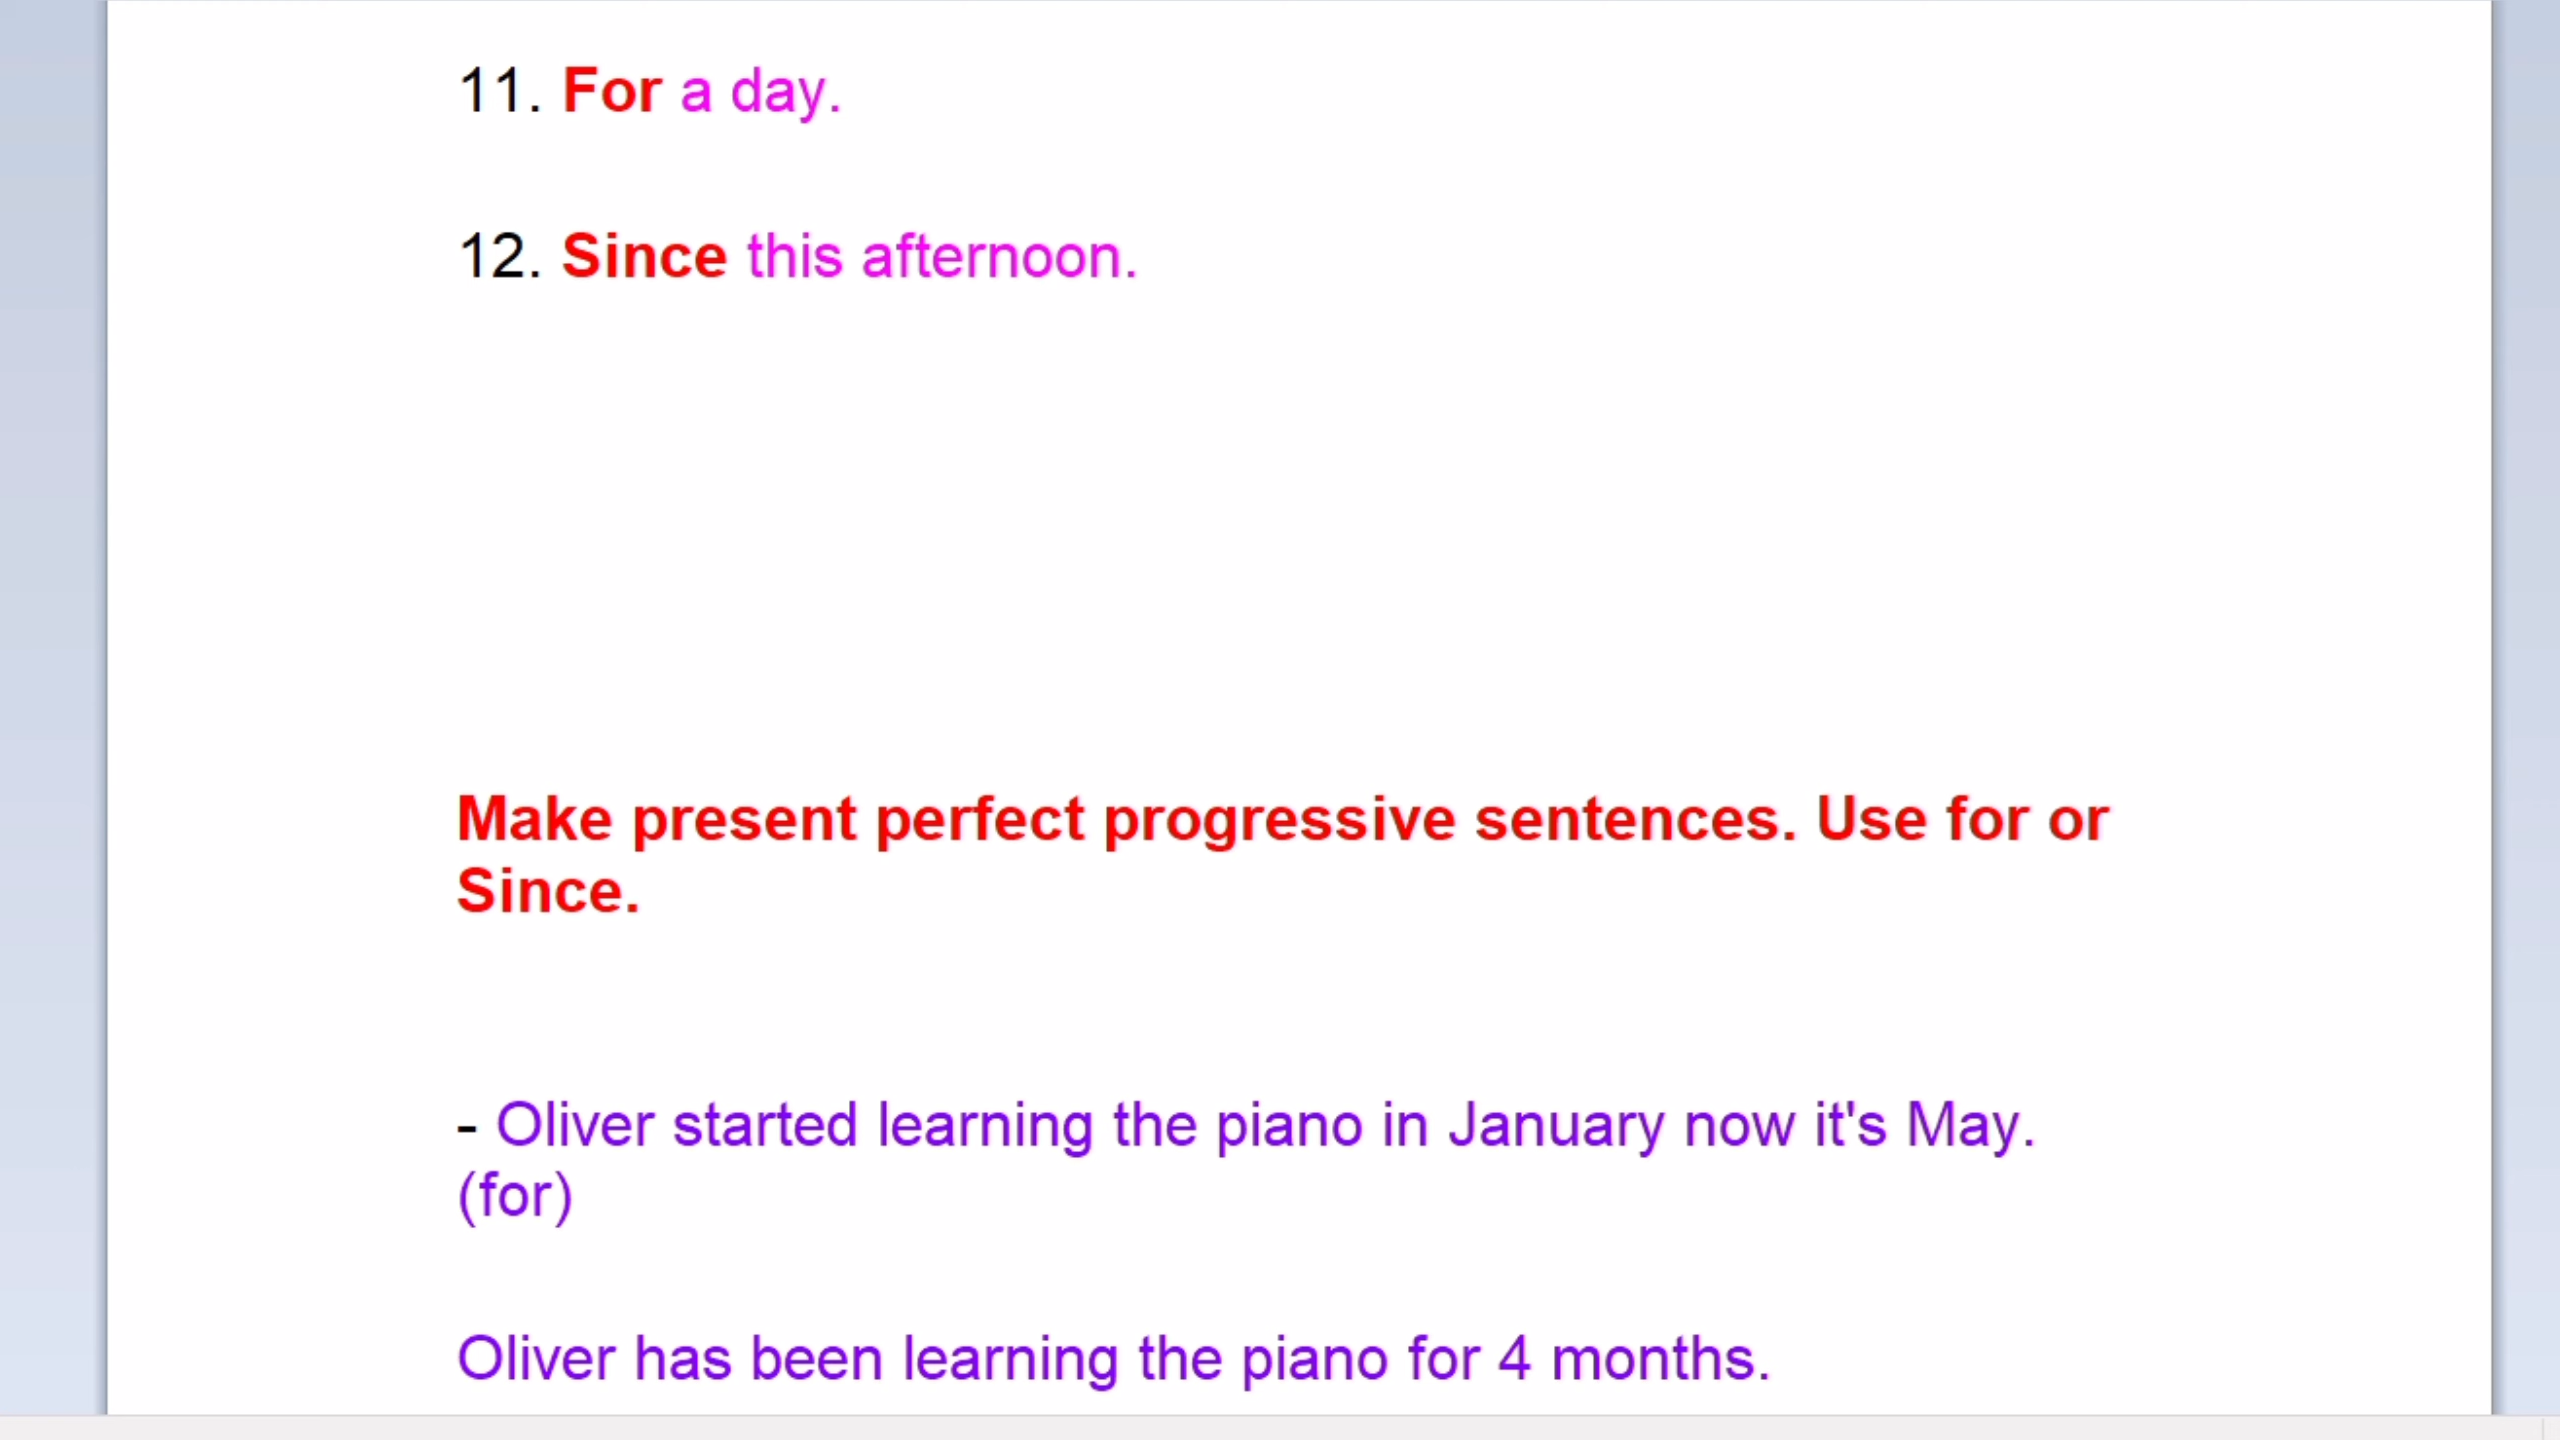 11. For a day.
12. Since this afternoon.
Make present perfect progressive sentences. Use for or
Since.
- Oliver started learning the piano in January now it's May.
(for)
Oliver has been learning the piano for 4 months.